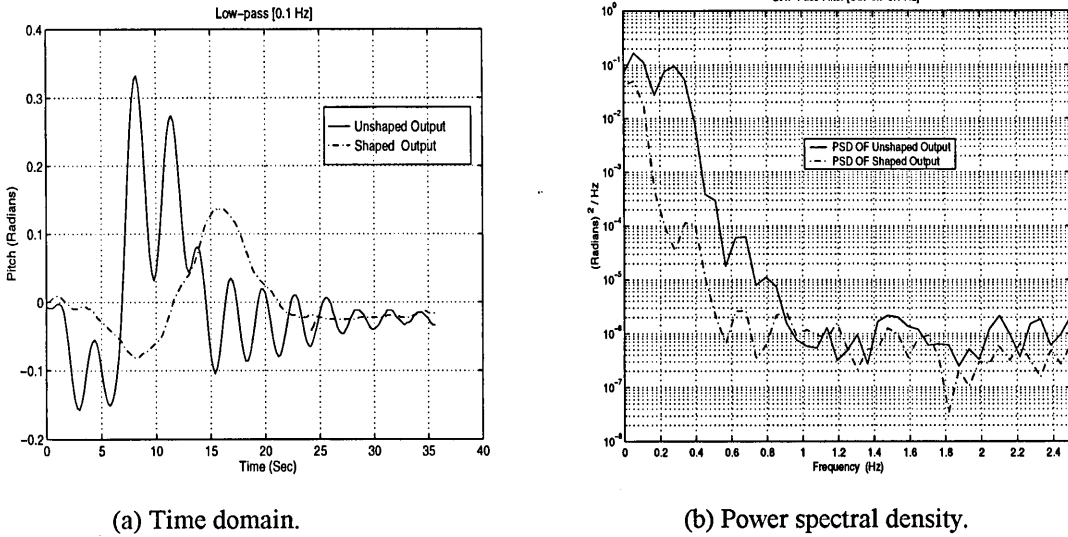 Low-pass [0.1 Hz]
0.4
0.3
0.2
0.1
0
-0.1
-0.2
0 5 10 15 20 25 30 35 40
Time (Sec)
Pitch (Radians)
Unshaped Output
Shaped Output
(a) Time domain.
10^0
10^-1
10^-2
10^-3
10^-4
10^-5
10^-6
10^-7
10^-8
0 0.2 0.4 0.6 0.8 1 1.2 1.4 1.6 1.8 2 2.2 2.4
Frequency (Hz)
(Radians)^2 / Hz
PSD OF Unshaped Output
PSD OF Shaped Output
(b) Power spectral density.